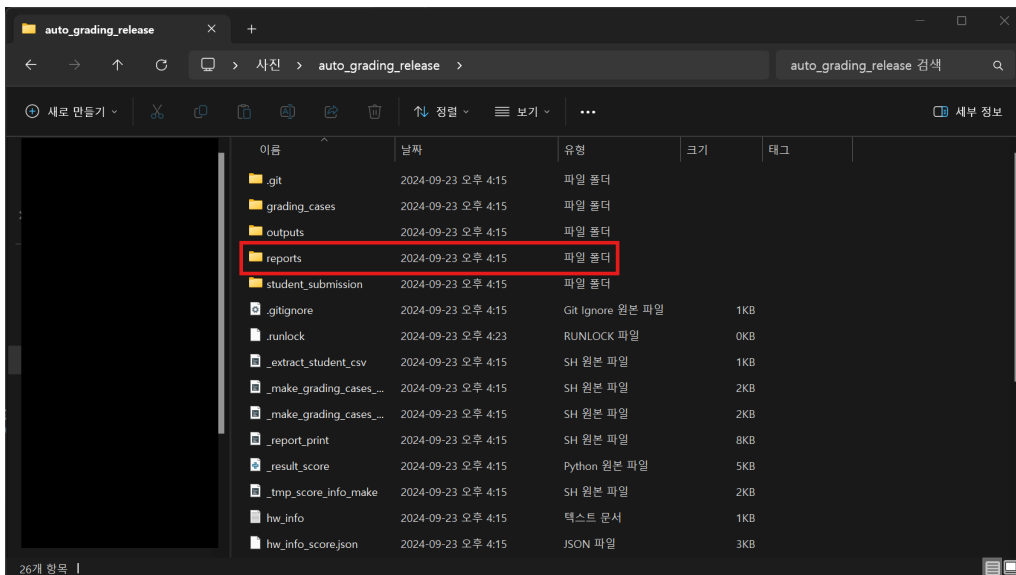 auto_grading_release
사진 > auto_grading_release >
auto_grading_release 검색
새로 만들기
정렬
보기
세부 정보
이름 날짜 유형 크기 태그
.git 2024-09-23 오후 4:15 파일 폴더
grading_cases 2024-09-23 오후 4:15 파일 폴더
outputs 2024-09-23 오후 4:15 파일 폴더
reports 2024-09-23 오후 4:15 파일 폴더
student_submission 2024-09-23 오후 4:15 파일 폴더
.gitignore 2024-09-23 오후 4:15 Git Ignore 원본 파일 1KB
.runlock 2024-09-23 오후 4:23 RUNLOCK 파일 0KB
_extract_student_csv 2024-09-23 오후 4:15 SH 원본 파일 1KB
_make_grading_cases_... 2024-09-23 오후 4:15 SH 원본 파일 2KB
_make_grading_cases_... 2024-09-23 오후 4:15 SH 원본 파일 2KB
_report_print 2024-09-23 오후 4:15 SH 원본 파일 8KB
_result_score 2024-09-23 오후 4:15 Python 원본 파일 5KB
_tmp_score_info_make 2024-09-23 오후 4:15 SH 원본 파일 2KB
hw_info 2024-09-23 오후 4:15 텍스트 문서 1KB
hw_info_score.json 2024-09-23 오후 4:15 JSON 파일 3KB
26개 항목